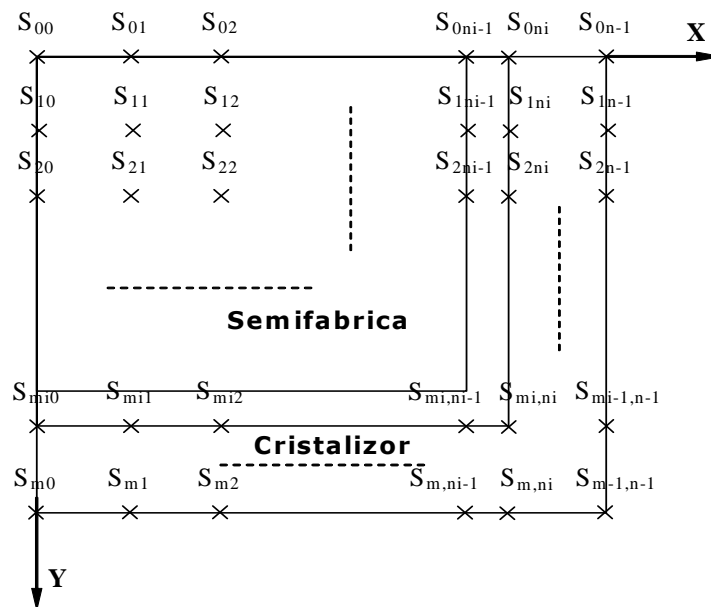 S00 S01 S02 S0ni-1 S0ni S0n-1 X
S10 S11 S12 S1ni-1 S1ni S1n-1
S20 S21 S22 S2ni-1 S2ni S2n-1
Semifabrica
Smi0 Smi1 Smi2 Smi,ni-1 Smi,ni Smi-1,n-1
Cristalizor
Sm0 Sm1 Sm2 Sm,ni-1 Sm,ni Sm-1,n-1
Y